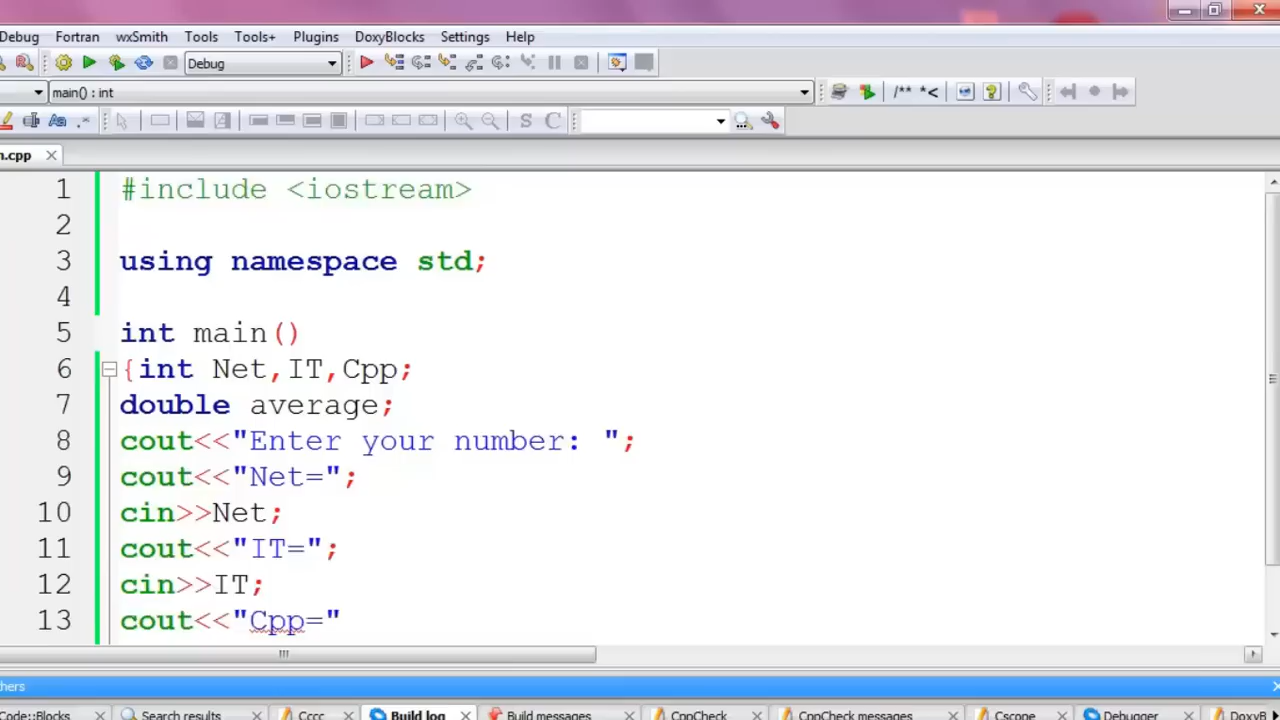 Debug Fortran wxSmith Tools Tools+ Plugins DoxyBlocks Settings Help
Debug
main() : int /** *<
S C
n.cpp
1 #include <iostream>
2
3 using namespace std;
4
5 int main()
6 {int Net,IT,Cpp;
7 double average;
8 cout<<"Enter your number: ";
9 cout<<"Net=";
10 cin>>Net;
11 cout<<"IT=";
12 cin>>IT;
13 cout<<"Cpp="
hers
Code::Blocks Search results Cccc Build log Build messages CppCheck CppCheck messages Cscope Debugger DoxyB